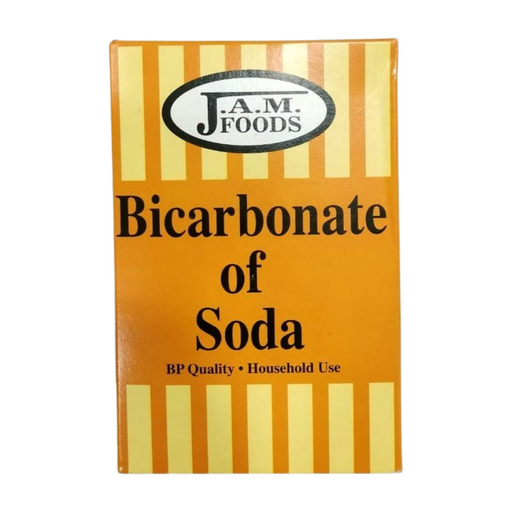 J.A.M.
FOODS
Bicarbonate
of
Soda
BP Quality • Household Use